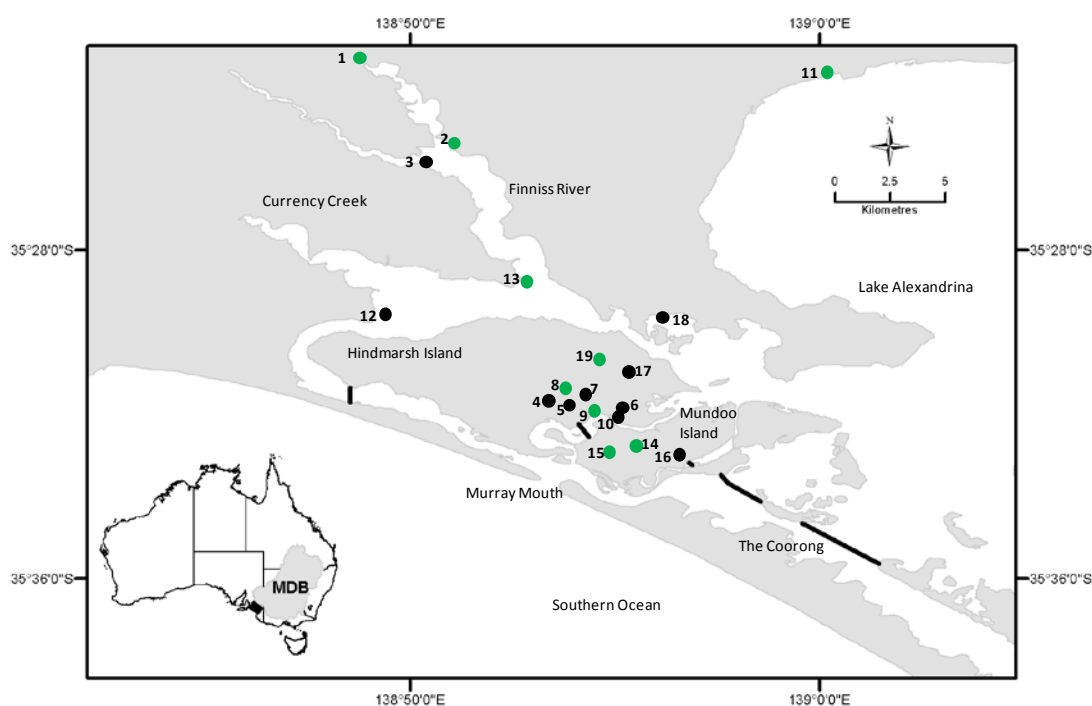 138°50'0"E
139°0'0"E
1
11
2
3
N
Finniss River
0
2.5
5
Kilometres
Currency Creek
35°28'0"S
35°28'0"S
13
Lake Alexandrina
12
18
Hindmarsh Island
19
17
8
7
4
5
6
9
10
Mundoo
Island
14
15
16
Murray Mouth
The Coorong
35°36'0"S
35°36'0"S
MDB
Southern Ocean
138°50'0"E
139°0'0"E